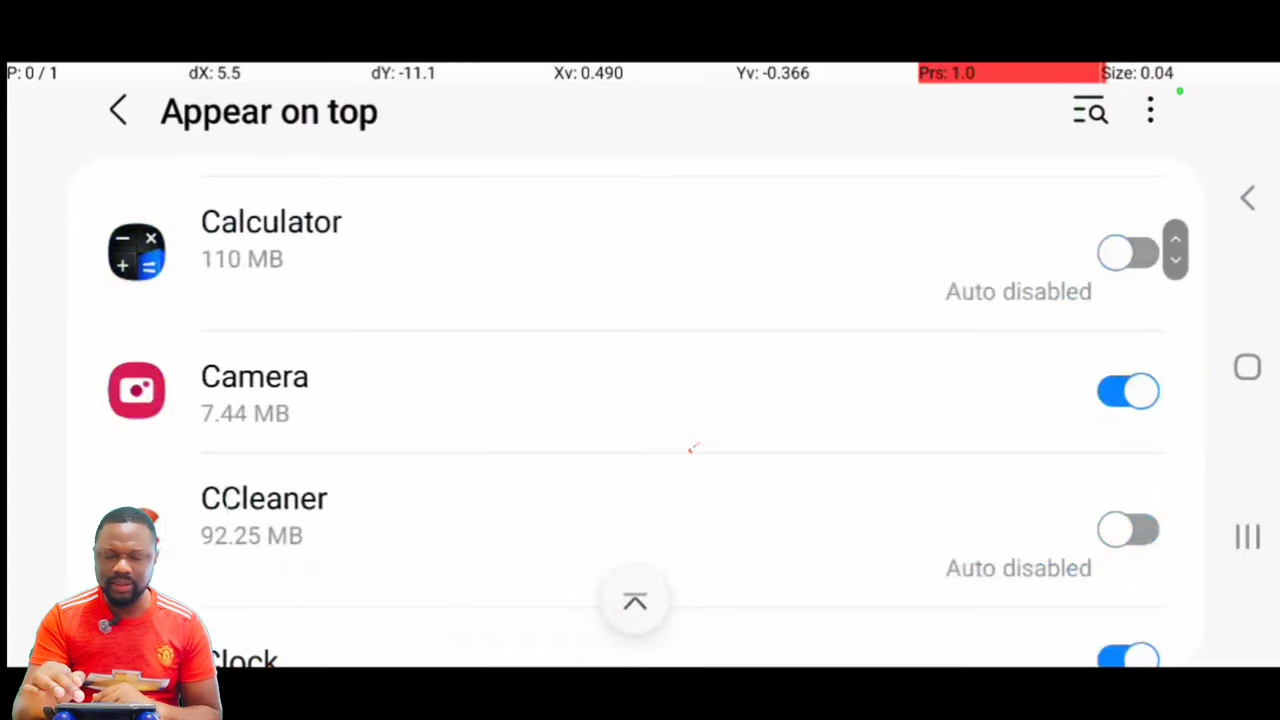 P: 0 / 1 dX: 5.5 dY: -11.1 Xv: 0.490 Yv: -0.366 Prs: 1.0 Size: 0.04
Appear on top
Calculator
110 MB
Auto disabled
Camera
7.44 MB
CCleaner
92.25 MB
Auto disabled
Clock